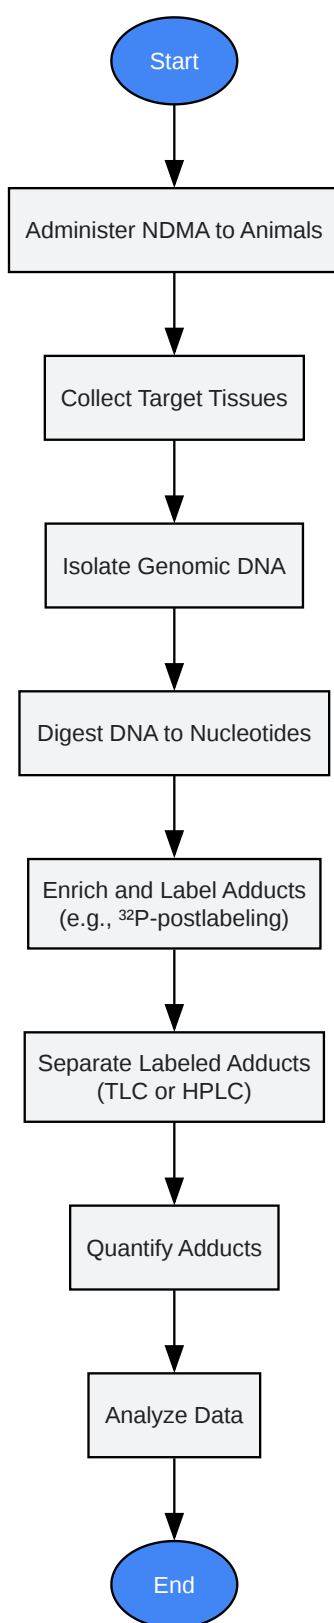 Start
Administer NDMA to Animals
Collect Target Tissues
Isolate Genomic DNA
Digest DNA to Nucleotides
Enrich and Label Adducts
(e.g., ³²P-postlabeling)
Separate Labeled Adducts
(TLC or HPLC)
Quantify Adducts
Analyze Data
End